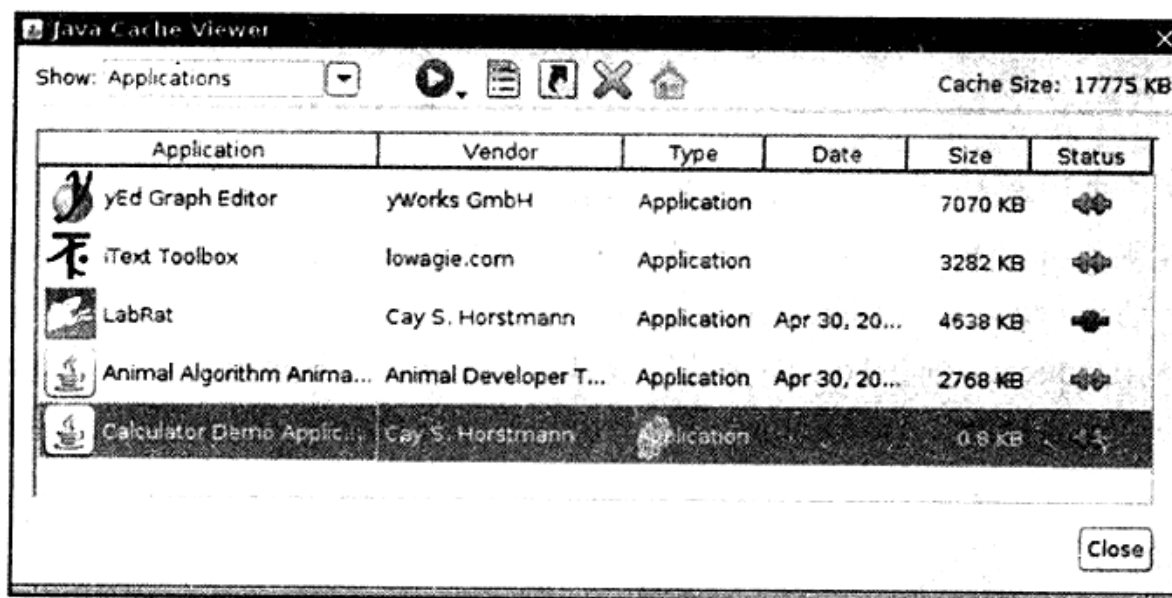 Java Cache Viewer
Show: Applications Cache Size: 17775 KB
Application Vendor Type Date Size Status
yEd Graph Editor yWorks GmbH Application 7070 KB
iText Toolbox lowagie.com Application 3282 KB
LabRat Cay S. Horstmann Application Apr 30, 20... 4638 KB
Animal Algorithm Anima... Animal Developer T... Application Apr 30, 20... 2768 KB
Calculator Demo Applic... Cay S. Horstmann Application 0.8 KB
Close